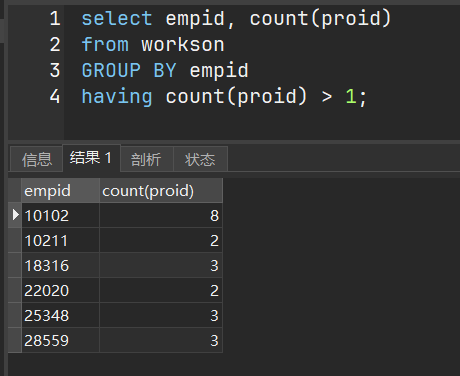 1 select empid, count(proid)
2 from workson
3 GROUP BY empid
4 having count(proid) > 1;
信息 结果 1 剖析 状态
empid count(proid)
10102 8
10211 2
18316 3
22020 2
25348 3
28559 3